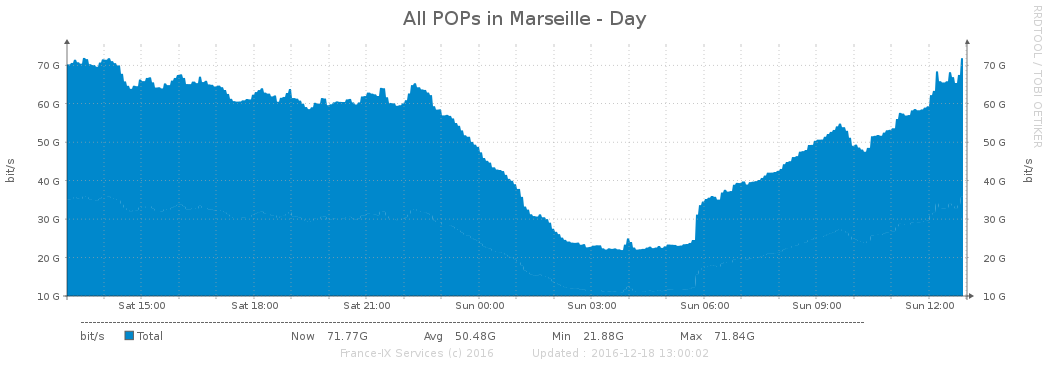 All POPs in Marseille - Day
RRDTOOL / TOBI OETIKER
bit/s
70 G
60 G
50 G
40 G
30 G
20 G
10 G
70 G
60 G
50 G
40 G
30 G
20 G
10 G
bit/s
Sat 15:00 Sat 18:00 Sat 21:00 Sun 00:00 Sun 03:00 Sun 06:00 Sun 09:00 Sun 12:00
bit/s Total Now 71.77G Avg 50.48G Min 21.88G Max 71.84G
France-IX Services (c) 2016 Updated : 2016-12-18 13:00:02